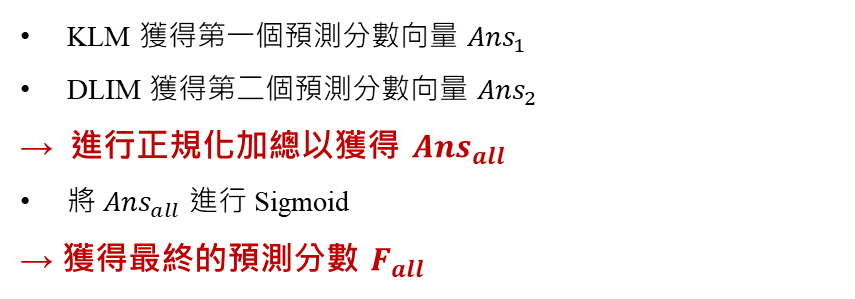 • KLM 獲得第一個預測分數向量 Ans₁
• DLIM 獲得第二個預測分數向量 Ans₂
→ 進行正規化加總以獲得 Ansₐₗₗ
• 將 Ansₐₗₗ 進行 Sigmoid
→ 獲得最終的預測分數 Fₐₗₗ